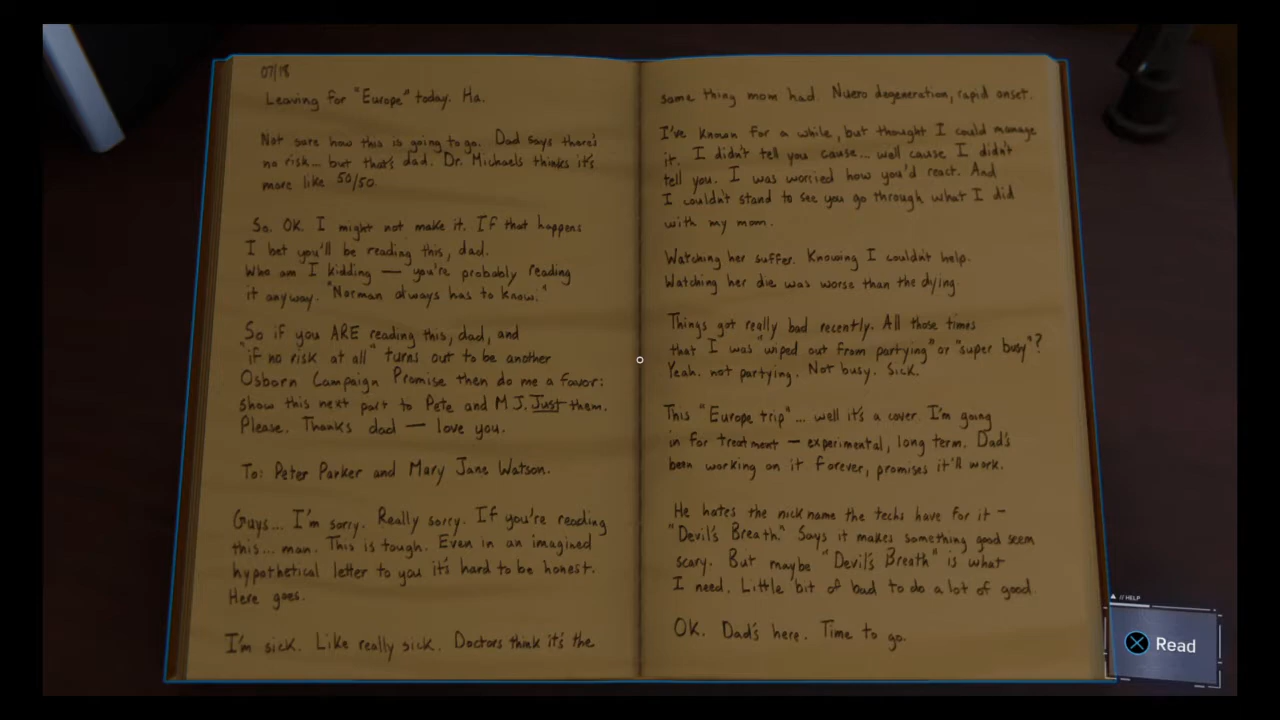 07/18
Leaving for "Europe" today. Ha.
Not sure how this is going to go. Dad says there's
no risk — but that's dad. Dr. Michaels thinks it's
more like 50/50.
So. OK. I might not make it. If that happens
I bet you'll be reading this, dad.
Who am I kidding — you're probably reading
it anyway. "Norman always has to know."
So if you ARE reading this, dad, and
"if no risk at all" turns out to be another
Osborn Campaign Promise then do me a favor:
show this next part to Pete and MJ. Just them.
Please. Thanks dad — love you.
To: Peter Parker and Mary Jane Watson.
Guys... I'm sorry. Really sorry. If you're reading
this... man. This is tough. Even in an imagined
hypothetical letter to you it's hard to be honest.
Here goes.
I'm sick. Like really sick. Doctors think it's the
same thing mom had. Nuero degeneration, rapid onset.
I've known for a while, but thought I could manage
it. I didn't tell you cause... well cause I didn't
tell you. I was worried how you'd react. And
I couldn't stand to see you go through what I did
with my mom.
Watching her suffer. Knowing I couldn't help.
Watching her die was worse than the dying.
Things got really bad recently. All those times
that I was "wiped out from partying" or "super busy"?
Yeah. not partying. Not busy. Sick.
This "Europe trip"... well it's a cover. I'm going
in for treatment — experimental, long term. Dad's
been working on it forever, promises it'll work.
He hates the nickname the techs have for it –
"Devil's Breath." Says it makes something good seem
scary. But maybe "Devil's Breath" is what
I need. Little bit of bad to do a lot of good.
OK. Dad's here. Time to go.
// HELP
Read